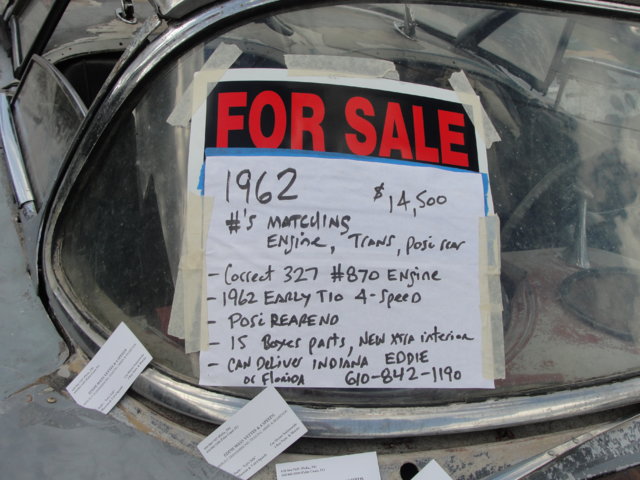 FOR SALE
1962 $14,500
#'s MATCHING
Engine, Trans, Posi rear
- Correct 327 #870 Engine
- 1962 EARLY T10 4-Speed
- Posi REAREND
- 15 Boxes parts, NEW XSTA interior
- CAN Deliver INDIANA EDDIE
OR Florida 610-842-1190